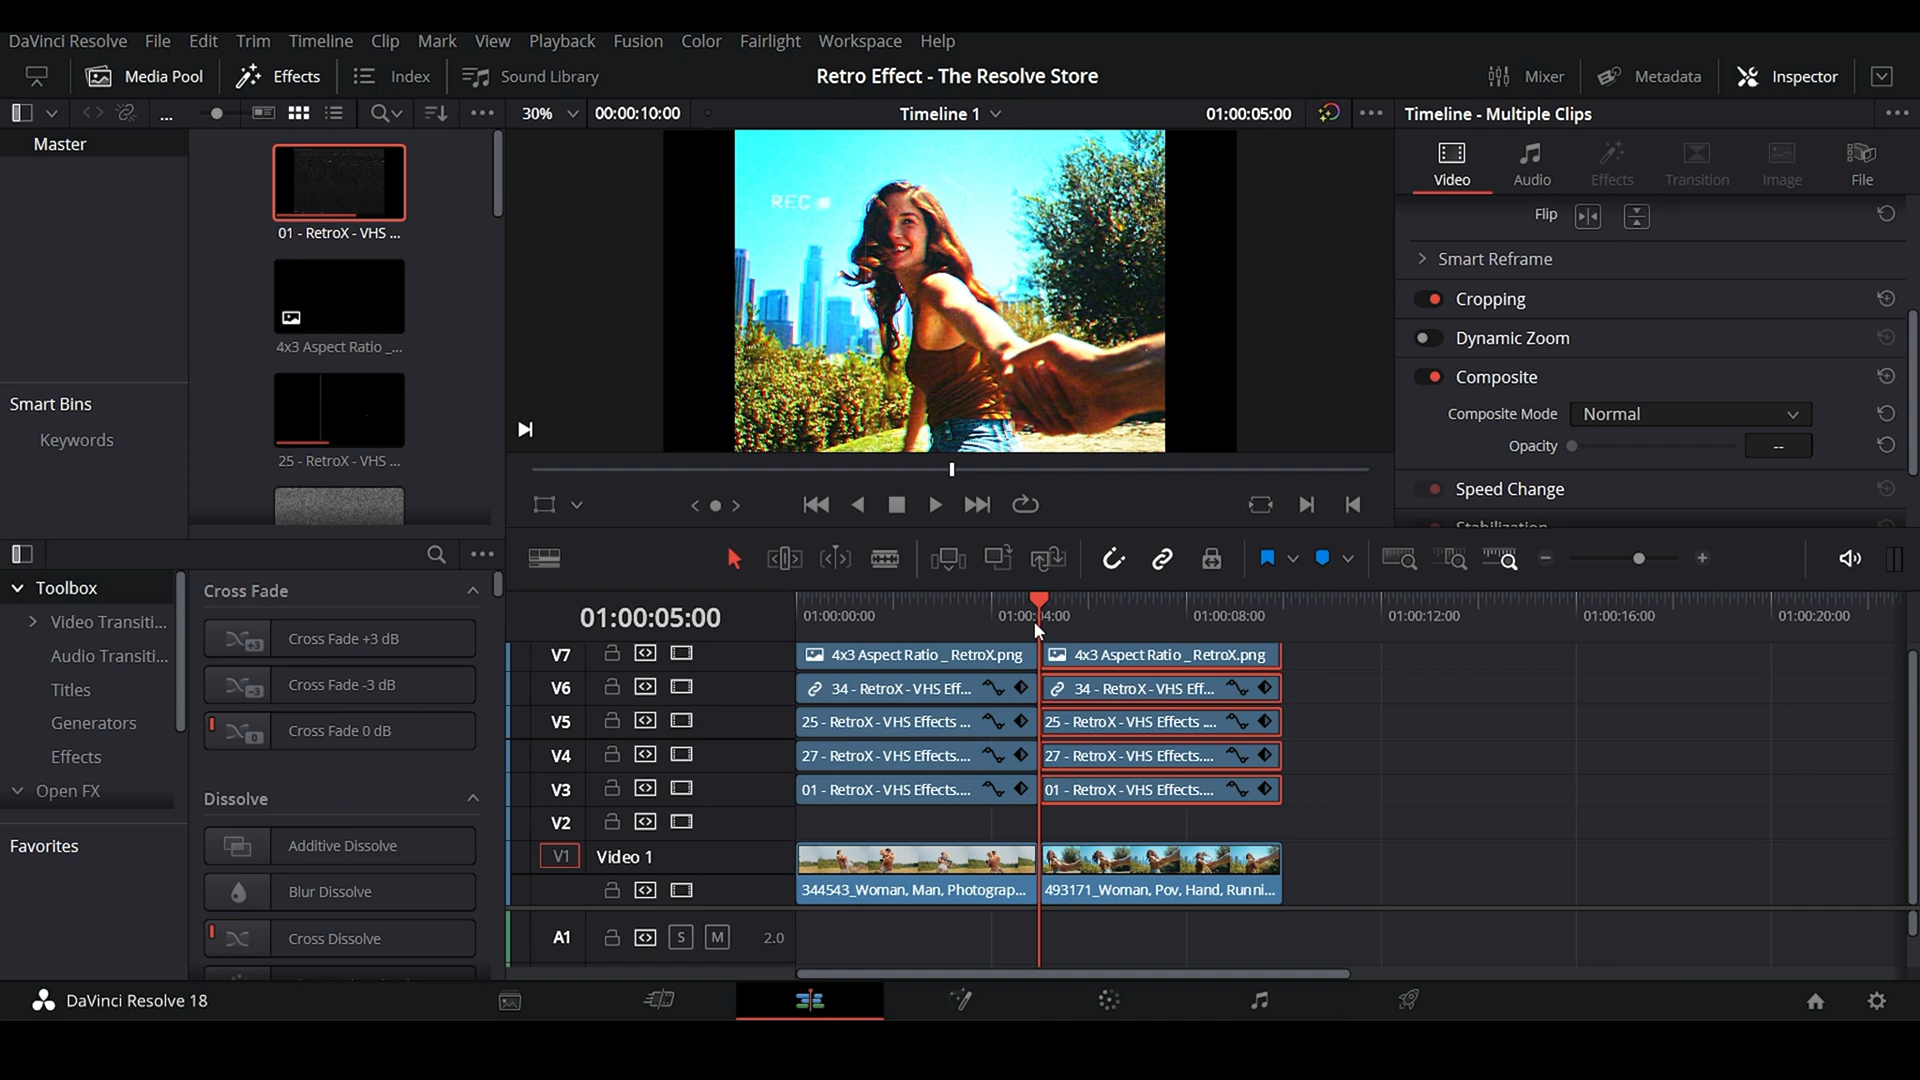 DaVinci Resolve File Edit Trim Timeline Clip Mark View Playback Fusion Color Fairlight Workspace Help
Media Pool Effects Index Sound Library Retro Effect - The Resolve Store Mixer Metadata Inspector
... 30% 00:00:10:00 Timeline 1 01:00:05:00 Timeline - Multiple Clips
Master
01 - RetroX - VHS ...
4x3 Aspect Ratio _...
25 - RetroX - VHS ...
Smart Bins
Keywords
REC
Video Audio Effects Transition Image File
Flip
Smart Reframe
Cropping
Dynamic Zoom
Composite
Composite Mode Normal
Opacity --
Speed Change
Stabilization
Toolbox
Video Transiti...
Audio Transiti...
Titles
Generators
Effects
Open FX
Favorites
Cross Fade
+3 Cross Fade +3 dB
-3 Cross Fade -3 dB
0 Cross Fade 0 dB
Dissolve
Additive Dissolve
Blur Dissolve
Cross Dissolve
01:00:05:00 01:00:00:00 01:00:04:00 01:00:08:00 01:00:12:00 01:00:16:00 01:00:20:00
V7 4x3 Aspect Ratio _ RetroX.png 4x3 Aspect Ratio _ RetroX.png
V6 34 - RetroX - VHS Eff... 34 - RetroX - VHS Eff...
V5 25 - RetroX - VHS Effects ... 25 - RetroX - VHS Effects ....
V4 27 - RetroX - VHS Effects.... 27 - RetroX - VHS Effects....
V3 01 - RetroX - VHS Effects.... 01 - RetroX - VHS Effects....
V2
V1 Video 1
344543_Woman, Man, Photograp... 493171_Woman, Pov, Hand, Runni...
A1 S M 2.0
DaVinci Resolve 18